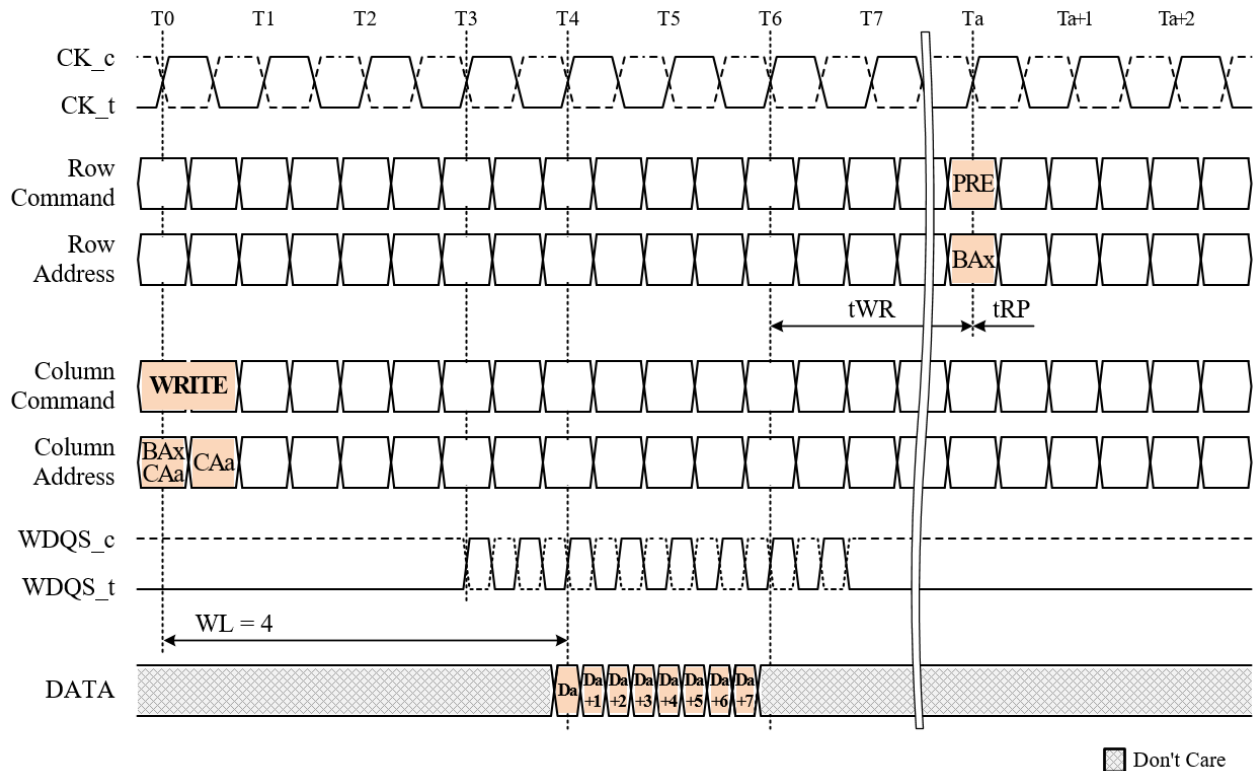 T0 T1 T2 T3 T4 T5 T6 T7 Ta Ta+1 Ta+2
CK_c
CK_t
Row
Command
PRE
Row
Address
BAx
tWR tRP
Column
Command
WRITE
Column
Address
BAx
CAa
CAa
WDQS_c
WDQS_t
WL = 4
DATA
Da
Da
+1
Da
+2
Da
+3
Da
+4
Da
+5
Da
+6
Da
+7
Don't Care